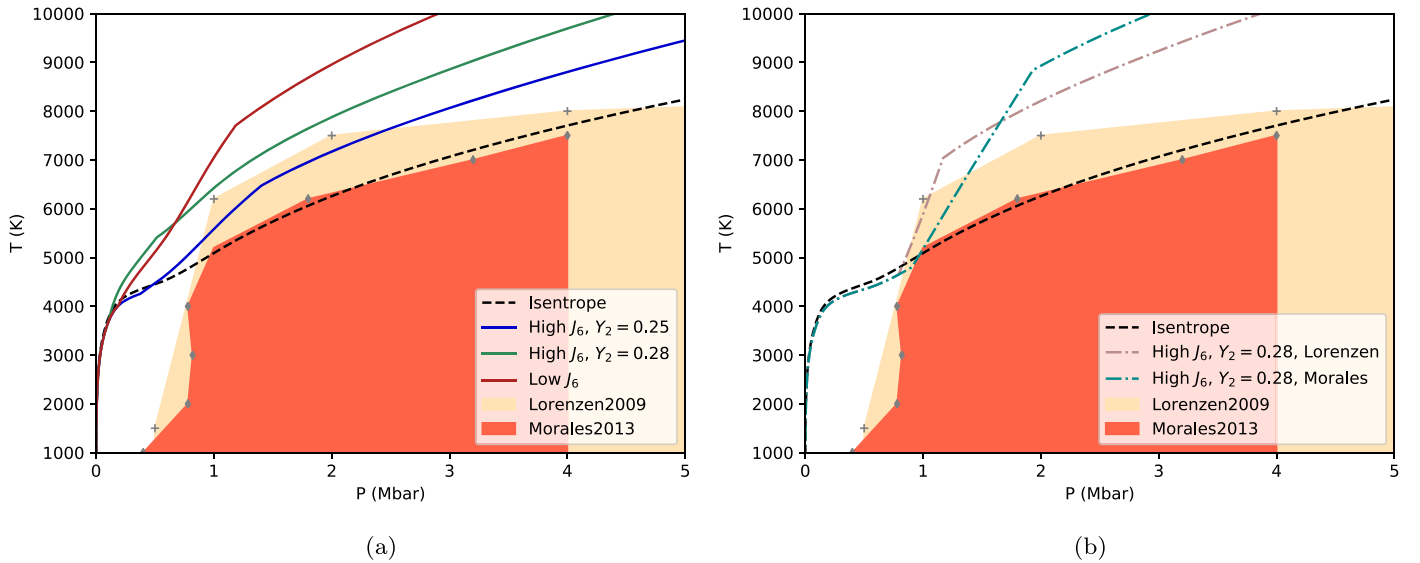 10000
9000
8000
7000
6000
5000
4000
3000
2000
1000
T (K)
0 1 2 3 4 5
P (Mbar)
Isentrope
High J₆, Y₂ = 0.25
High J₆, Y₂ = 0.28
Low J₆
Lorenzen2009
Morales2013
(a)
10000
9000
8000
7000
6000
5000
4000
3000
2000
1000
T (K)
0 1 2 3 4 5
P (Mbar)
Isentrope
High J₆, Y₂ = 0.28, Lorenzen
High J₆, Y₂ = 0.28, Morales
Lorenzen2009
Morales2013
(b)